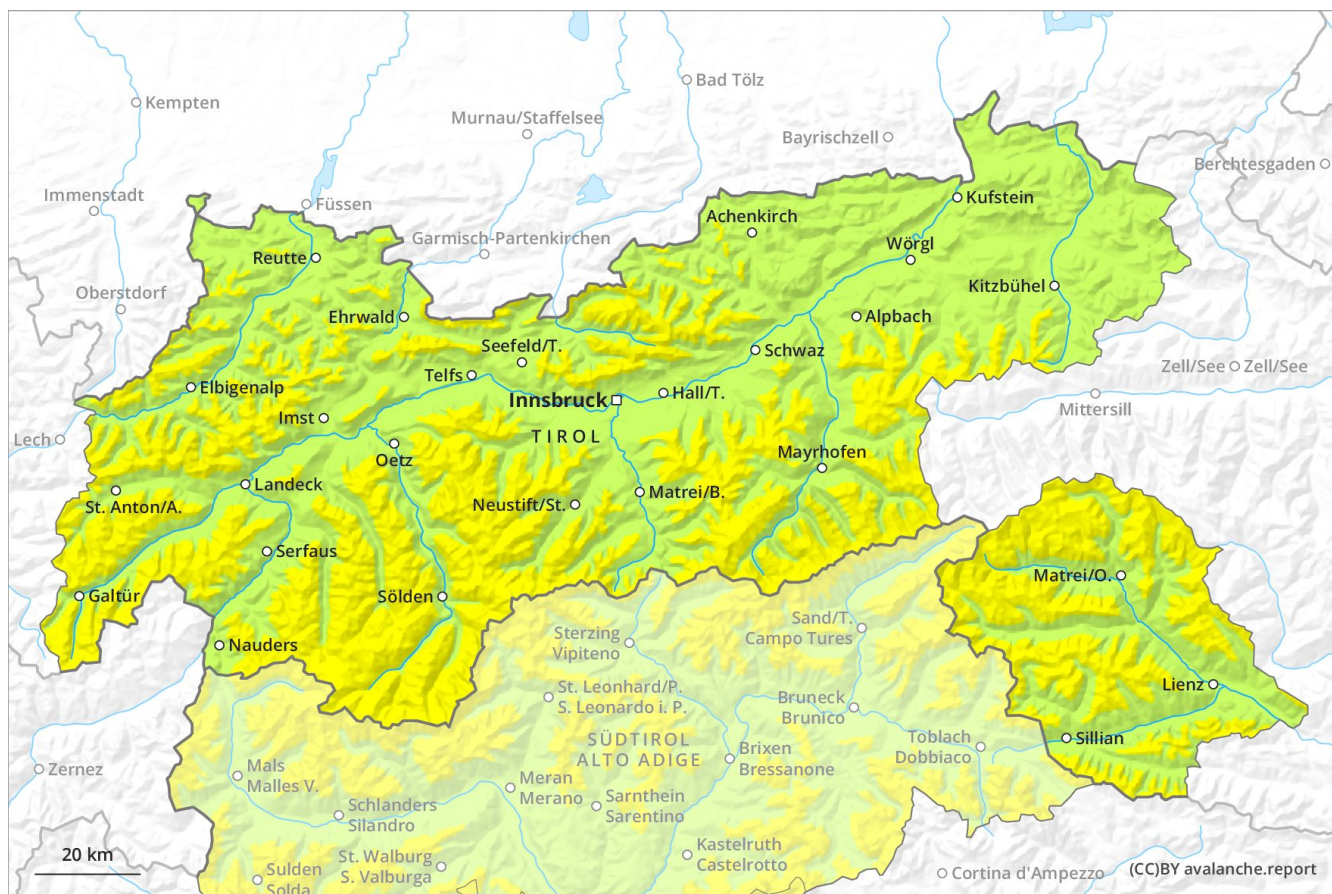 Kempten
Bad Tölz
Murnau/Staffelsee
Bayrischzell
Berchtesgaden
Immenstadt
Füssen
Kufstein
Achenkirch
Garmisch-Partenkirchen
Wörgl
Reutte
Oberstdorf
Kitzbühel
Ehrwald
Alpbach
Seefeld/T.
Schwaz
Telfs
Zell/See
Zell/See
Elbigenalp
Innsbruck
Hall/T.
Mittersill
Imst
Lech
TIROL
Oetz
Mayrhofen
Landeck
St. Anton/A.
Neustift/St.
Matrei/B.
Serfaus
Matrei/O.
Galtür
Sölden
Sand/T.
Campo Tures
Sterzing
Vipiteno
Nauders
Lienz
St. Leonhard/P.
S. Leonardo i. P.
Bruneck
Brunico
Sillian
SÜDTIROL
ALTO ADIGE
Toblach
Dobbiaco
Brixen
Bressanone
Zernez
Mals
Malles V.
Meran
Merano
Sarnthein
Sarentino
Schlanders
Silandro
Kastelruth
Castelrotto
20 km
St. Walburg
S. Valburga
Sulden
Solda
Cortina d'Ampezzo
(CC)BY avalanche.report